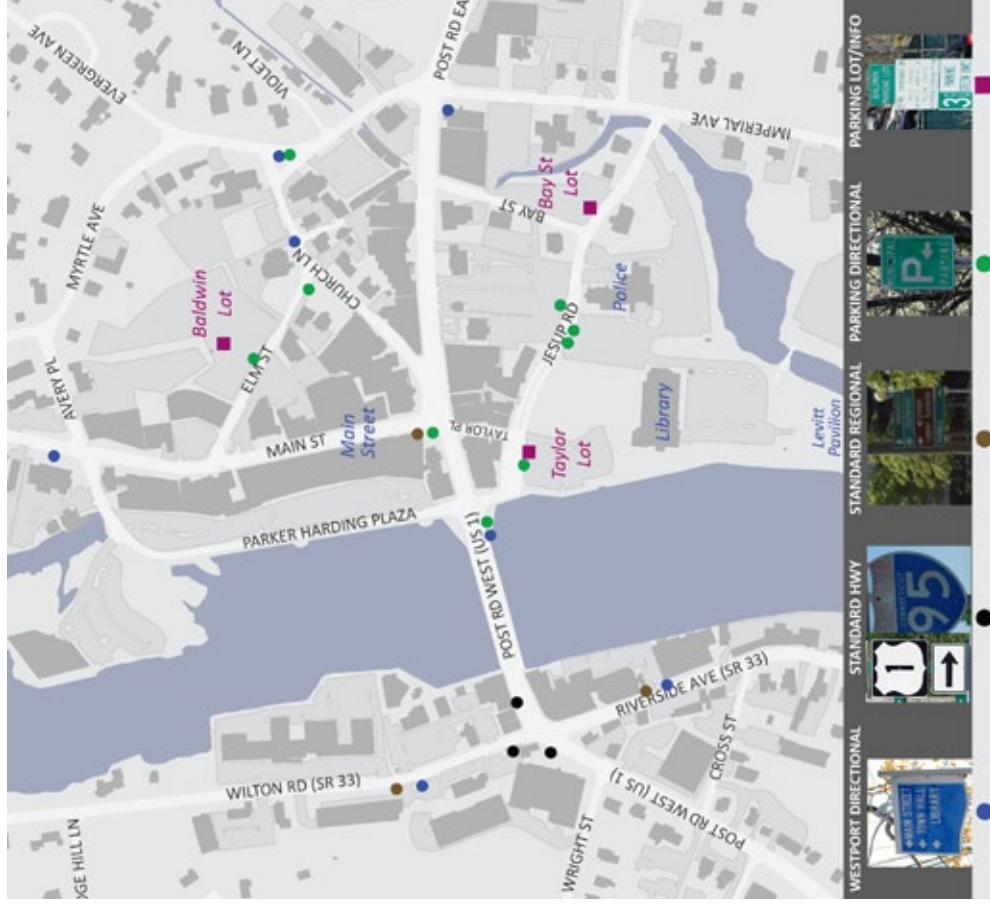 EVERGREEN AVE
VIOLET LN
POST RD EA
IMPERIAL AVE
MYRTLE AVE
AVERY PL
Baldwin
Lot
ELM ST
CHURCH LN
BAY ST
Bay St
Lot
Police
JESUP RD
Main
Street
MAIN ST
TAYLOR PL
Taylor
Lot
Library
Levitt
Pavilion
PARKER HARDING PLAZA
POST RD WEST (US 1)
RIVERSIDE AVE (SR 33)
WILTON RD (SR 33)
CROSS ST
POST RD WEST (US 1)
WRIGHT ST
DGE HILL LN
WESTPORT DIRECTIONAL
MAIN STREET
TOWN HALL
LIBRARY
STANDARD HWY
1
95
STANDARD REGIONAL
PARKING DIRECTIONAL
P
PARKING
PARKING LOT/INFO
3